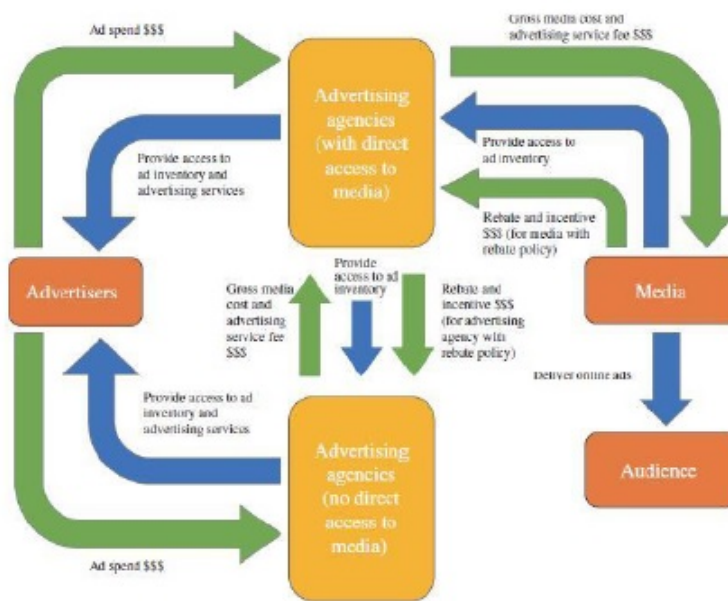 Ad spend $$$
Gross media cost and
advertising service fee $$$
Advertising
agencies
(with direct
access to
media)
Provide access to
ad inventory and
advertising services
Provide access to
ad inventory
Rebate and incentive
$$$ (for media with
rebate policy)
Advertisers
Gross media
cost and
advertising
service fee
$$$
Provide
access to ad
inventory
Rebate and
incentive $$$
(for advertising
agency with
rebate policy)
Media
Provide access to ad
inventory and
advertising services
Deliver online ads
Advertising
agencies
(no direct
access to
media)
Audience
Ad spend $$$